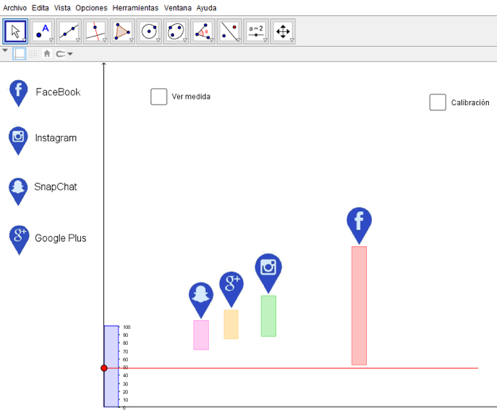 Archivo Edita Vista Opciones Herramientas Ventana Ayuda
a=2
FaceBook
Ver medida
Calibración
Instagram
SnapChat
Google Plus
f
g+
100
90
80
70
60
50
40
30
20
10
0